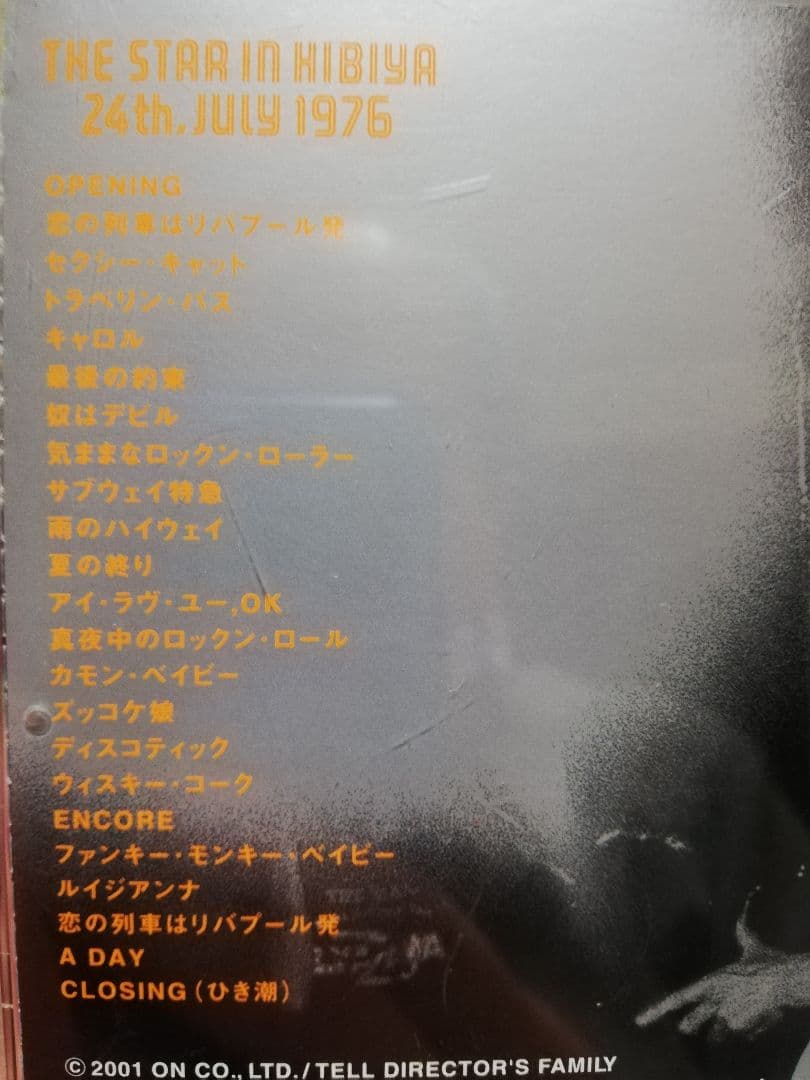 THE STAR IN HIBIYA
24th, JULY 1976
OPENING
恋の列車はリバプール発
セクシー・キャット
トラベリン・バス
キャロル
最後の約束
奴はデビル
気ままなロックン・ローラー
サブウェイ特急
雨のハイウェイ
夏の終り
アイ・ラヴ・ユー,OK
真夜中のロックン・ロール
カモン・ベイビー
ズッコケ娘
ディスコティック
ウィスキー・コーク
ENCORE
ファンキー・モンキー・ベイビー
ルイジアンナ
恋の列車はリバプール発
A DAY
CLOSING(ひき潮)
© 2001 ON CO., LTD. / TELL DIRECTOR'S FAMILY